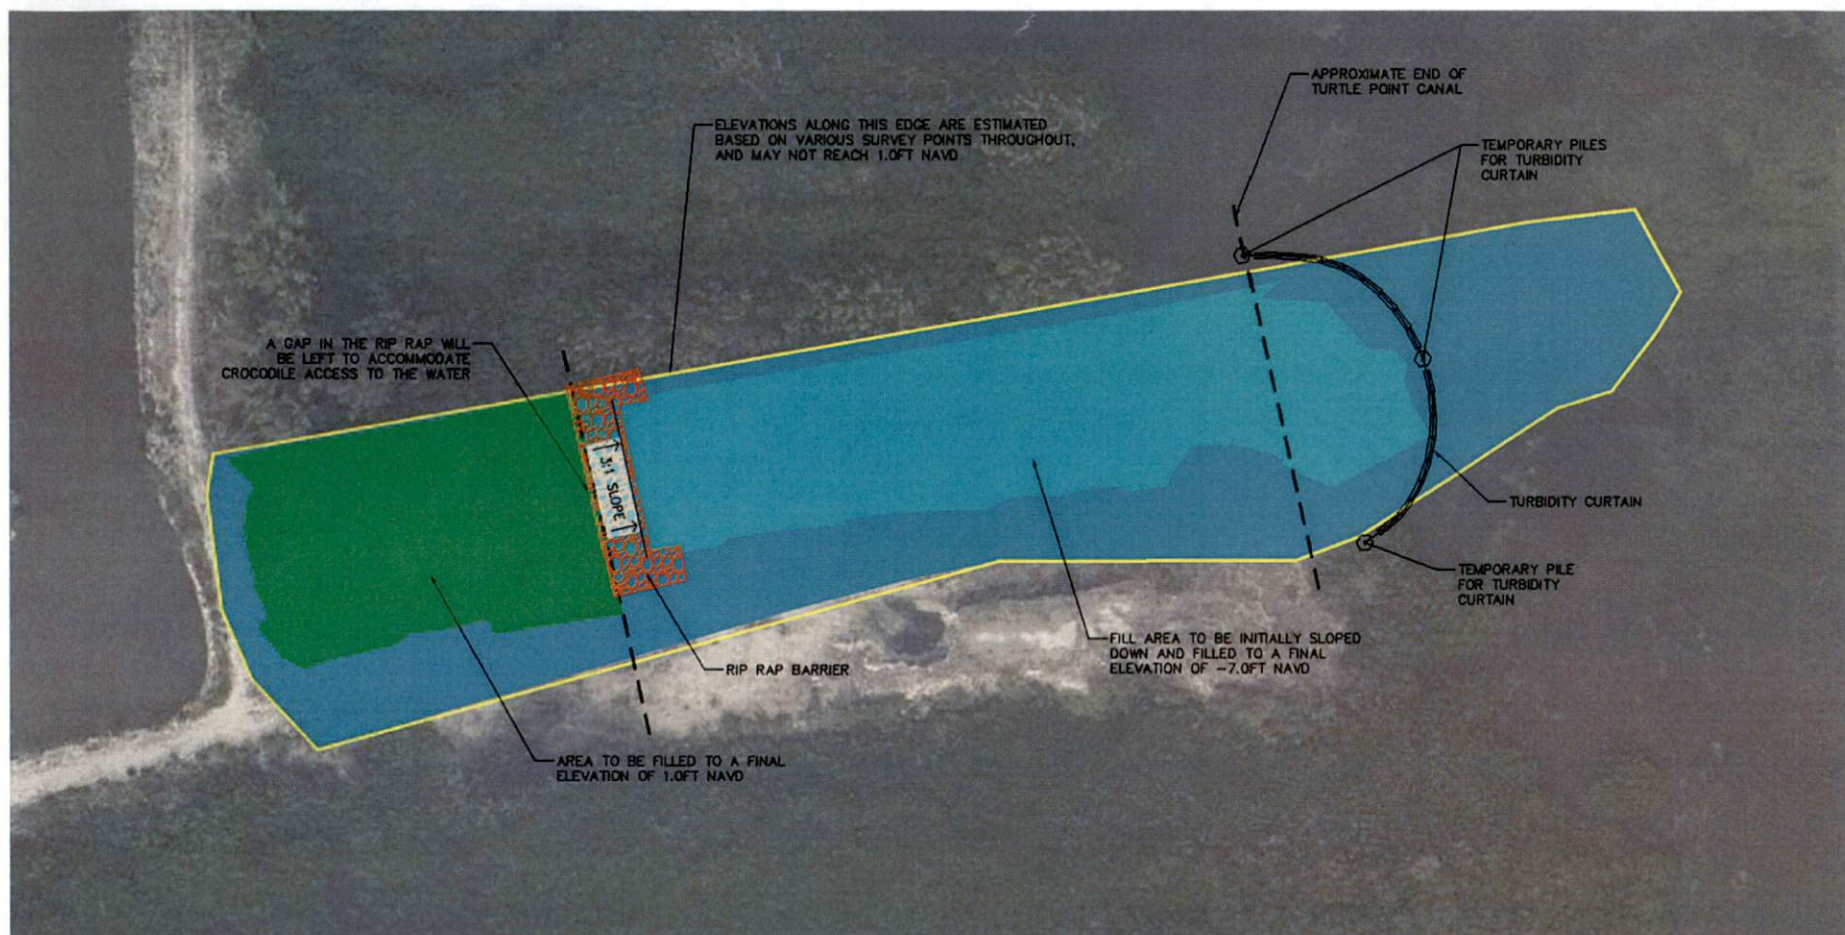 APPROXIMATE END OF
TURTLE POINT CANAL
ELEVATIONS ALONG THIS EDGE ARE ESTIMATED
BASED ON VARIOUS SURVEY POINTS THROUGHOUT,
AND MAY NOT REACH 1.0FT NAVD
TEMPORARY PILES
FOR TURBIDITY
CURTAIN
A GAP IN THE RIP RAP WILL
BE LEFT TO ACCOMMODATE
CROCODILE ACCESS TO THE WATER
3:1 SLOPE
TURBIDITY CURTAIN
TEMPORARY PILE
FOR TURBIDITY
CURTAIN
FILL AREA TO BE INITIALLY SLOPED
DOWN AND FILLED TO A FINAL
ELEVATION OF -7.0FT NAVD
RIP RAP BARRIER
AREA TO BE FILLED TO A FINAL
ELEVATION OF 1.0FT NAVD